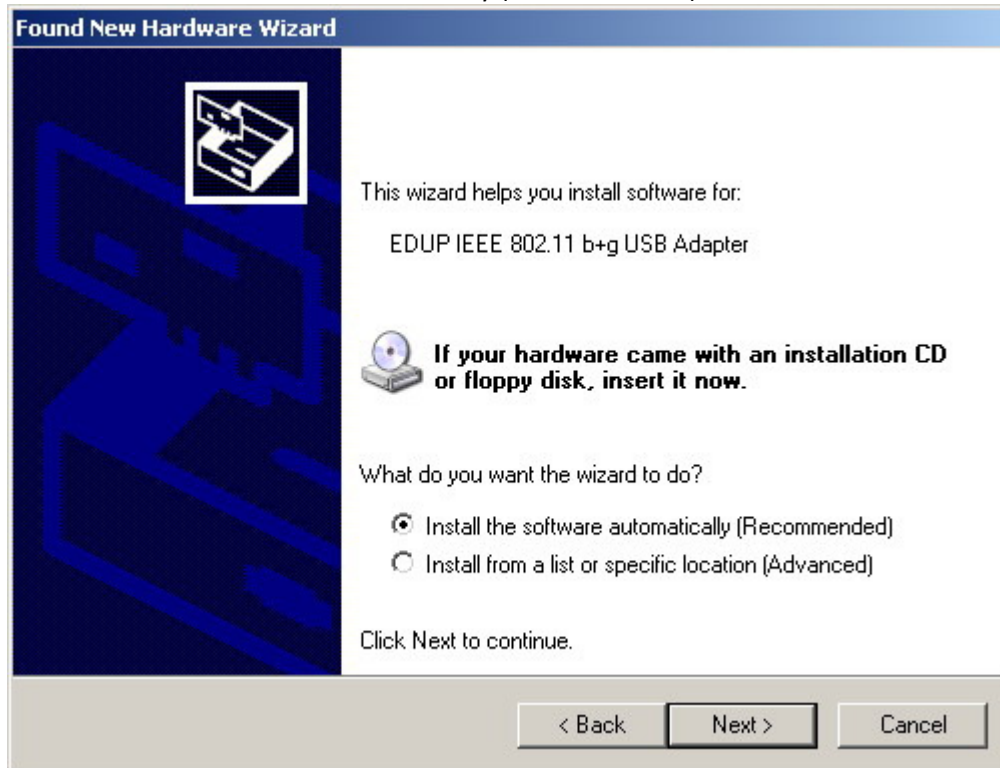 Found New Hardware Wizard
This wizard helps you install software for:
EDUP IEEE 802.11 b+g USB Adapter
If your hardware came with an installation CD
or floppy disk, insert it now.
What do you want the wizard to do?
Install the software automatically (Recommended)
Install from a list or specific location (Advanced)
Click Next to continue.
< Back Next > Cancel